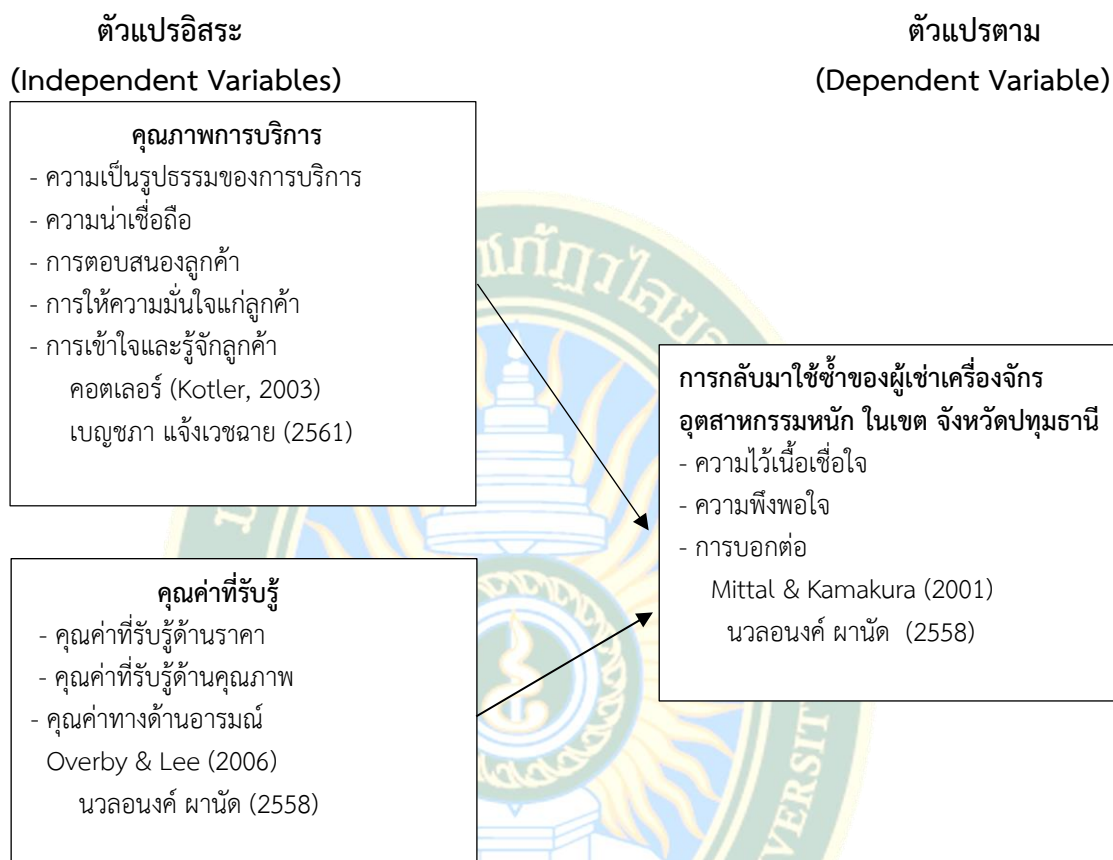 ตัวแปรอิสระ
(Independent Variables)
ตัวแปรตาม
(Dependent Variable)
คุณภาพการบริการ
- ความเป็นรูปธรรมของการบริการ
- ความน่าเชื่อถือ
- การตอบสนองลูกค้า
- การให้ความมั่นใจแก่ลูกค้า
- การเข้าใจและรู้จักลูกค้า
คอตเลอร์ (Kotler, 2003)
เบญชภา แจ้งเวชฉาย (2561)
คุณค่าที่รับรู้
- คุณค่าที่รับรู้ด้านราคา
- คุณค่าที่รับรู้ด้านคุณภาพ
- คุณค่าทางด้านอารมณ์
Overby & Lee (2006)
นวลอนงค์ ผานัด (2558)
การกลับมาใช้ซ้ำของผู้เช่าเครื่องจักร
อุตสาหกรรมหนัก ในเขต จังหวัดปทุมธานี
- ความไว้เนื้อเชื่อใจ
- ความพึงพอใจ
- การบอกต่อ
Mittal & Kamakura (2001)
นวลอนงค์ ผานัด (2558)